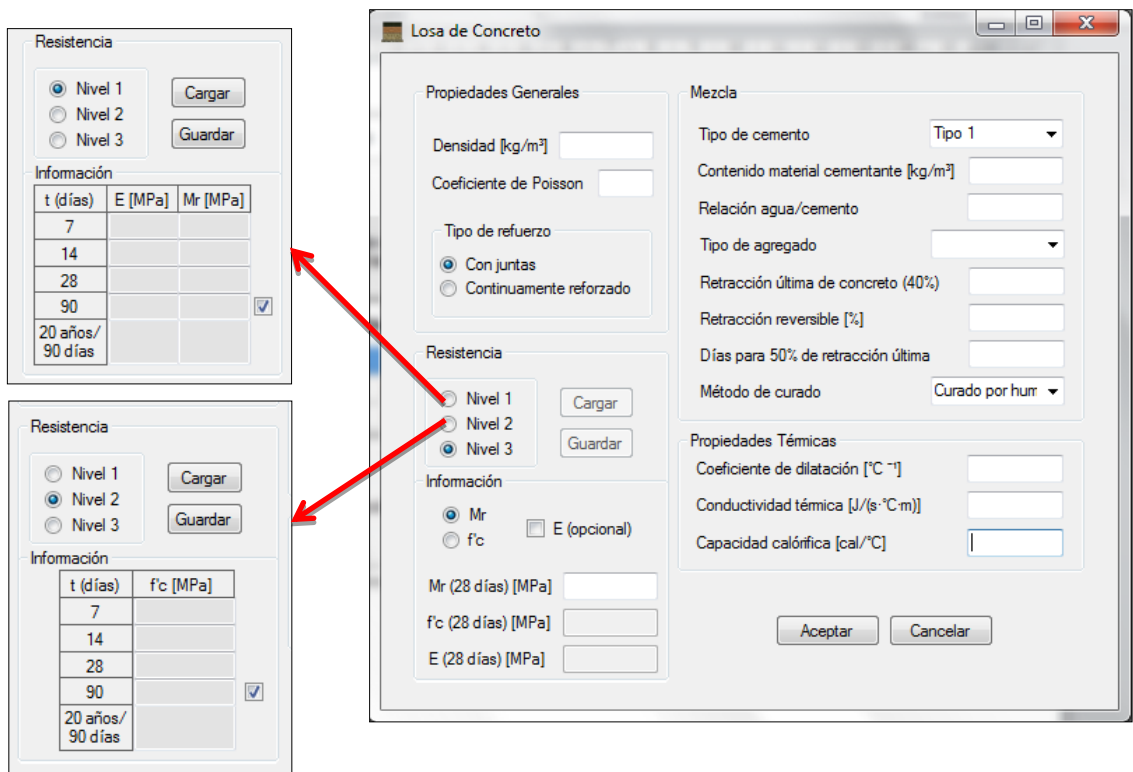 Resistencia
Nivel 1
Nivel 2
Nivel 3
Cargar
Guardar
Información
t (días) E [MPa] Mr [MPa]
7
14
28
90
20 años/
90 días
Resistencia
Nivel 1
Nivel 2
Nivel 3
Cargar
Guardar
Información
t (días) f'c [MPa]
7
14
28
90
20 años/
90 días
Losa de Concreto
Propiedades Generales
Densidad [kg/m³]
Coeficiente de Poisson
Tipo de refuerzo
Con juntas
Continuamente reforzado
Resistencia
Nivel 1
Nivel 2
Nivel 3
Cargar
Guardar
Información
Mr
f'c
E (opcional)
Mr (28 días) [MPa]
f'c (28 días) [MPa]
E (28 días) [MPa]
Mezcla
Tipo de cemento Tipo 1
Contenido material cementante [kg/m³]
Relación agua/cemento
Tipo de agregado
Retracción última de concreto (40%)
Retracción reversible [%]
Días para 50% de retracción última
Método de curado Curado por hum
Propiedades Térmicas
Coeficiente de dilatación [°C ⁻¹]
Conductividad térmica [J/(s·°C·m)]
Capacidad calórifica [cal/°C]
Aceptar Cancelar